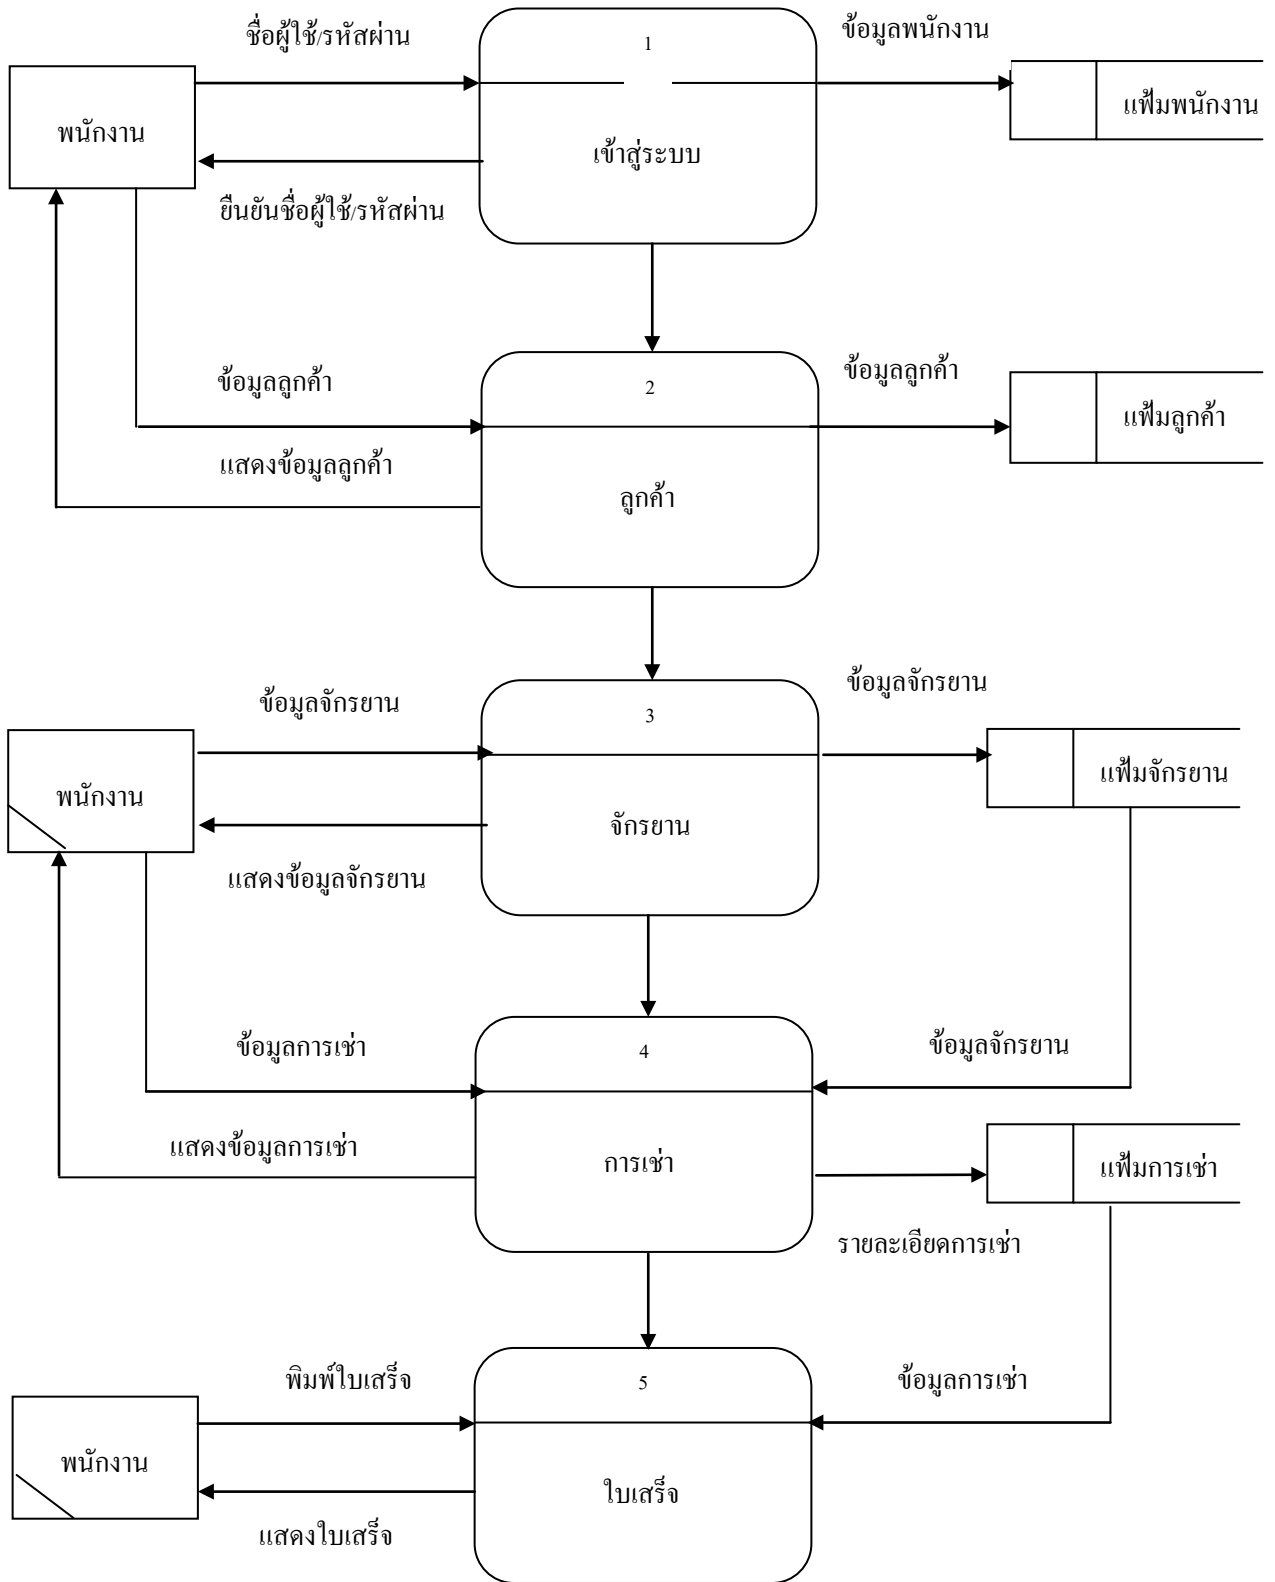 ชื่อผู้ใช้/รหัสผ่าน
1
ข้อมูลพนักงาน
พนักงาน
เข้าสู่ระบบ
แฟ้มพนักงาน
ยืนยันชื่อผู้ใช้/รหัสผ่าน
ข้อมูลลูกค้า
2
ข้อมูลลูกค้า
แฟ้มลูกค้า
แสดงข้อมูลลูกค้า
ลูกค้า
ข้อมูลจักรยาน
3
ข้อมูลจักรยาน
พนักงาน
จักรยาน
แฟ้มจักรยาน
แสดงข้อมูลจักรยาน
ข้อมูลการเช่า
4
ข้อมูลจักรยาน
แสดงข้อมูลการเช่า
การเช่า
แฟ้มการเช่า
รายละเอียดการเช่า
พิมพ์ใบเสร็จ
5
ข้อมูลการเช่า
พนักงาน
ใบเสร็จ
แสดงใบเสร็จ